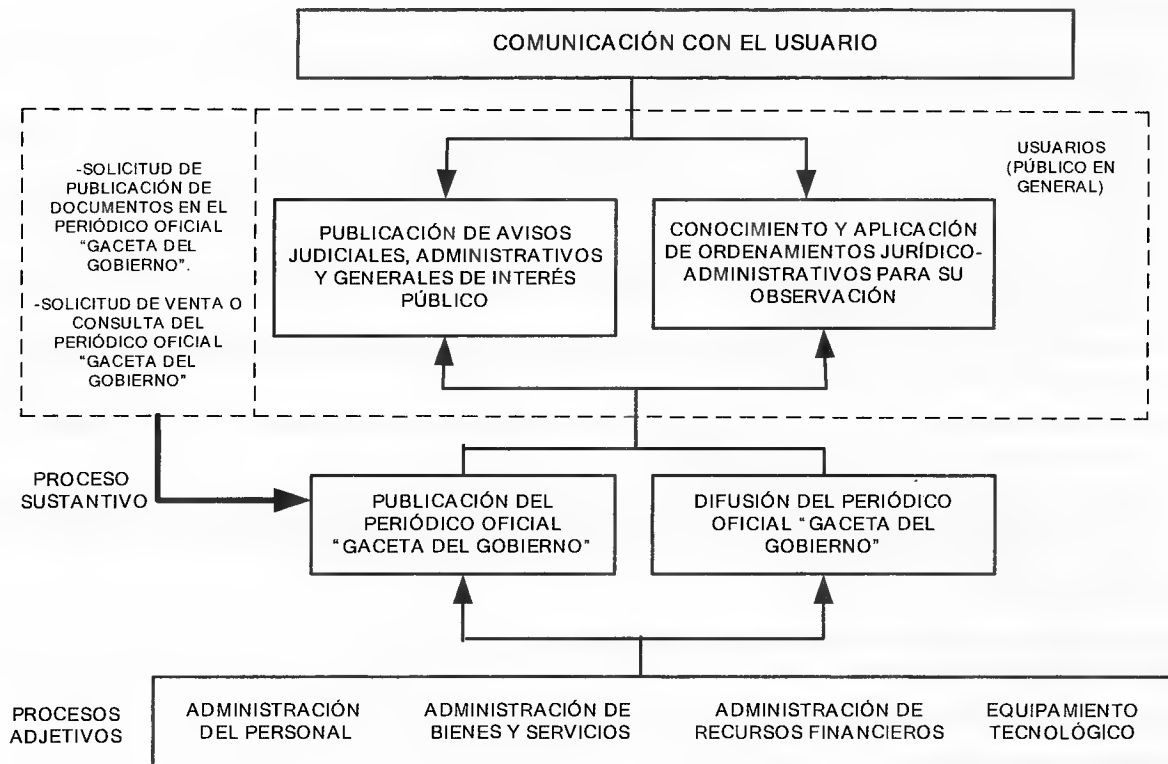 COMUNICACIÓN CON EL USUARIO
-SOLICITUD DE
PUBLICACIÓN DE
DOCUMENTOS EN EL
PERIÓDICO OFICIAL
"GACETA DEL
GOBIERNO".
-SOLICITUD DE VENTA O
CONSULTA DEL
PERIÓDICO OFICIAL
"GACETA DEL
GOBIERNO"
PUBLICACIÓN DE AVISOS
JUDICIALES, ADMINISTRATIVOS
Y GENERALES DE INTERÉS
PÚBLICO
CONOCIMIENTO Y APLICACIÓN
DE ORDENAMIENTOS JURÍDICO-
ADMINISTRATIVOS PARA SU
OBSERVACIÓN
USUARIOS
(PÚBLICO EN
GENERAL)
PROCESO
SUSTANTIVO
PUBLICACIÓN DEL
PERIÓDICO OFICIAL
"GACETA DEL GOBIERNO"
DIFUSIÓN DEL PERIÓDICO
OFICIAL "GACETA DEL
GOBIERNO"
PROCESOS
ADJETIVOS
ADMINISTRACIÓN
DEL PERSONAL
ADMINISTRACIÓN DE
BIENES Y SERVICIOS
ADMINISTRACIÓN DE
RECURSOS FINANCIEROS
EQUIPAMIENTO
TECNOLÓGICO